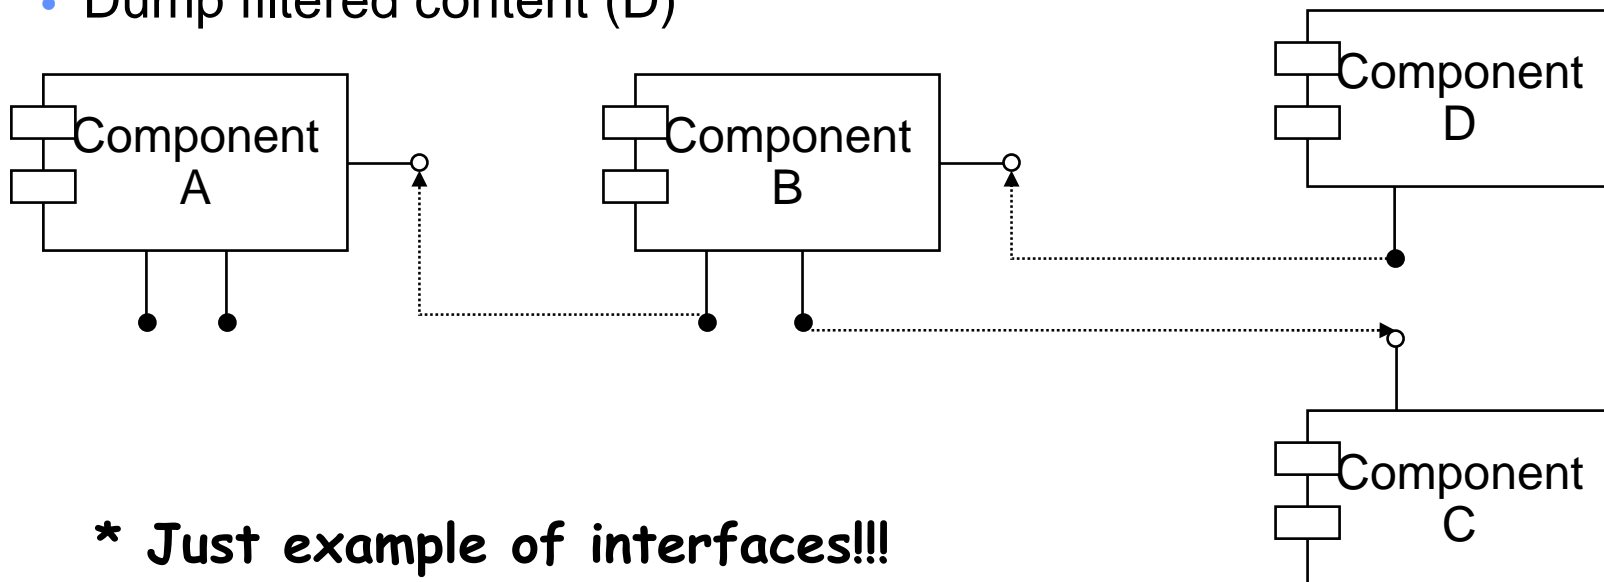 • Dump filtered content (D)
Component
A
Component
B
Component
D
Component
C
* Just example of interfaces!!!